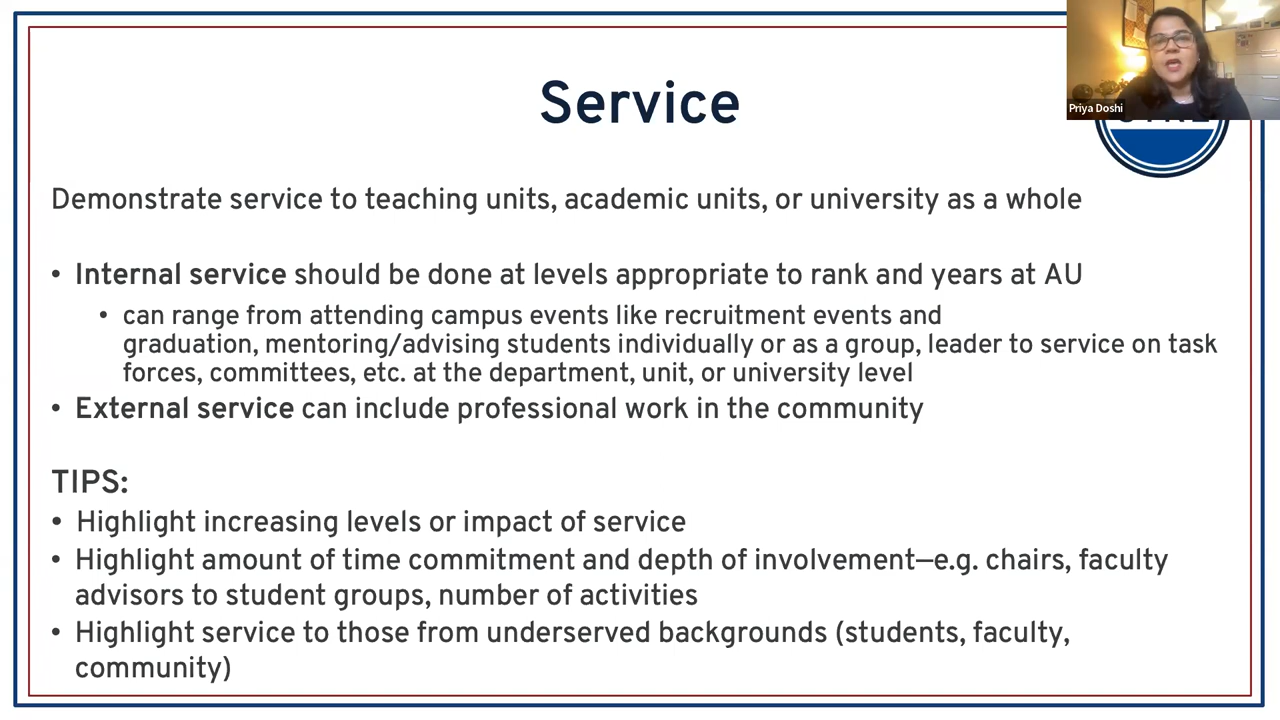 Service
Priya Doshi
Demonstrate service to teaching units, academic units, or university as a whole
• Internal service should be done at levels appropriate to rank and years at AU
• can range from attending campus events like recruitment events and
graduation, mentoring/advising students individually or as a group, leader to service on task
forces, committees, etc. at the department, unit, or university level
• External service can include professional work in the community
TIPS:
• Highlight increasing levels or impact of service
• Highlight amount of time commitment and depth of involvement—e.g. chairs, faculty
advisors to student groups, number of activities
• Highlight service to those from underserved backgrounds (students, faculty,
community)